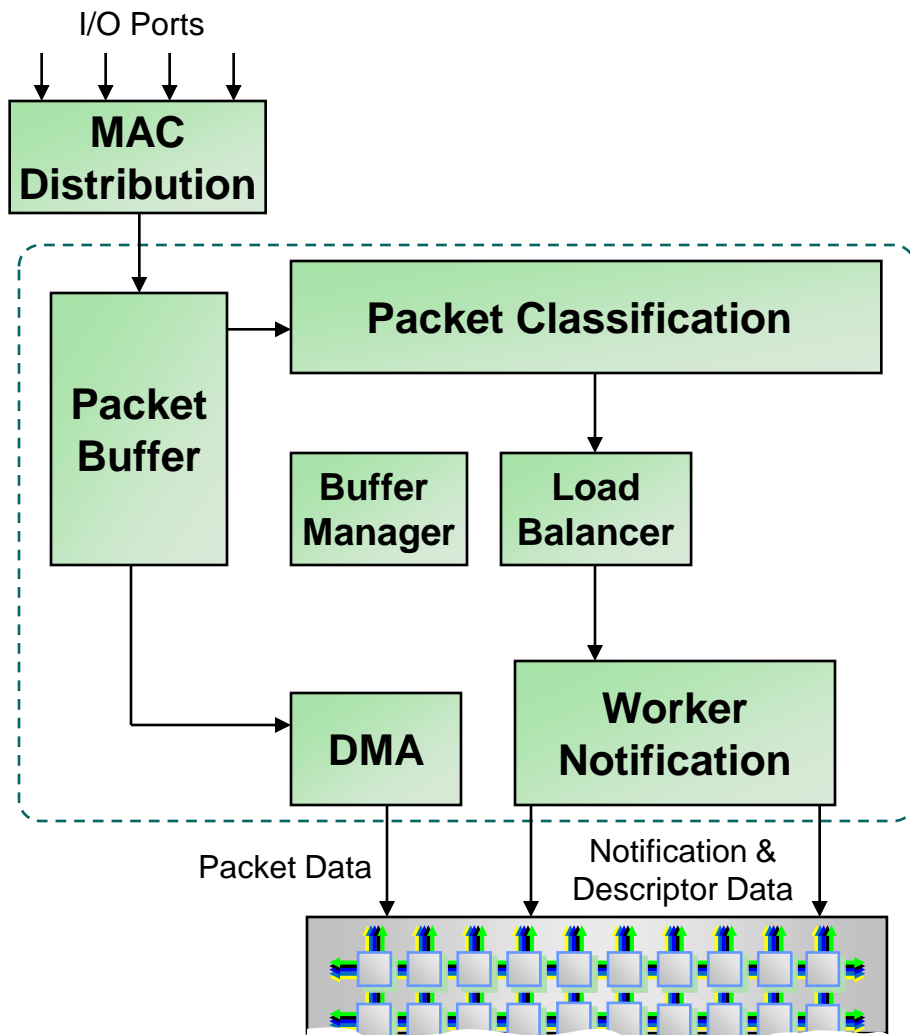 I/O Ports
MAC
Distribution
Packet Classification
Packet
Buffer
Buffer
Manager
Load
Balancer
Worker
Notification
DMA
Packet Data
Notification &
Descriptor Data